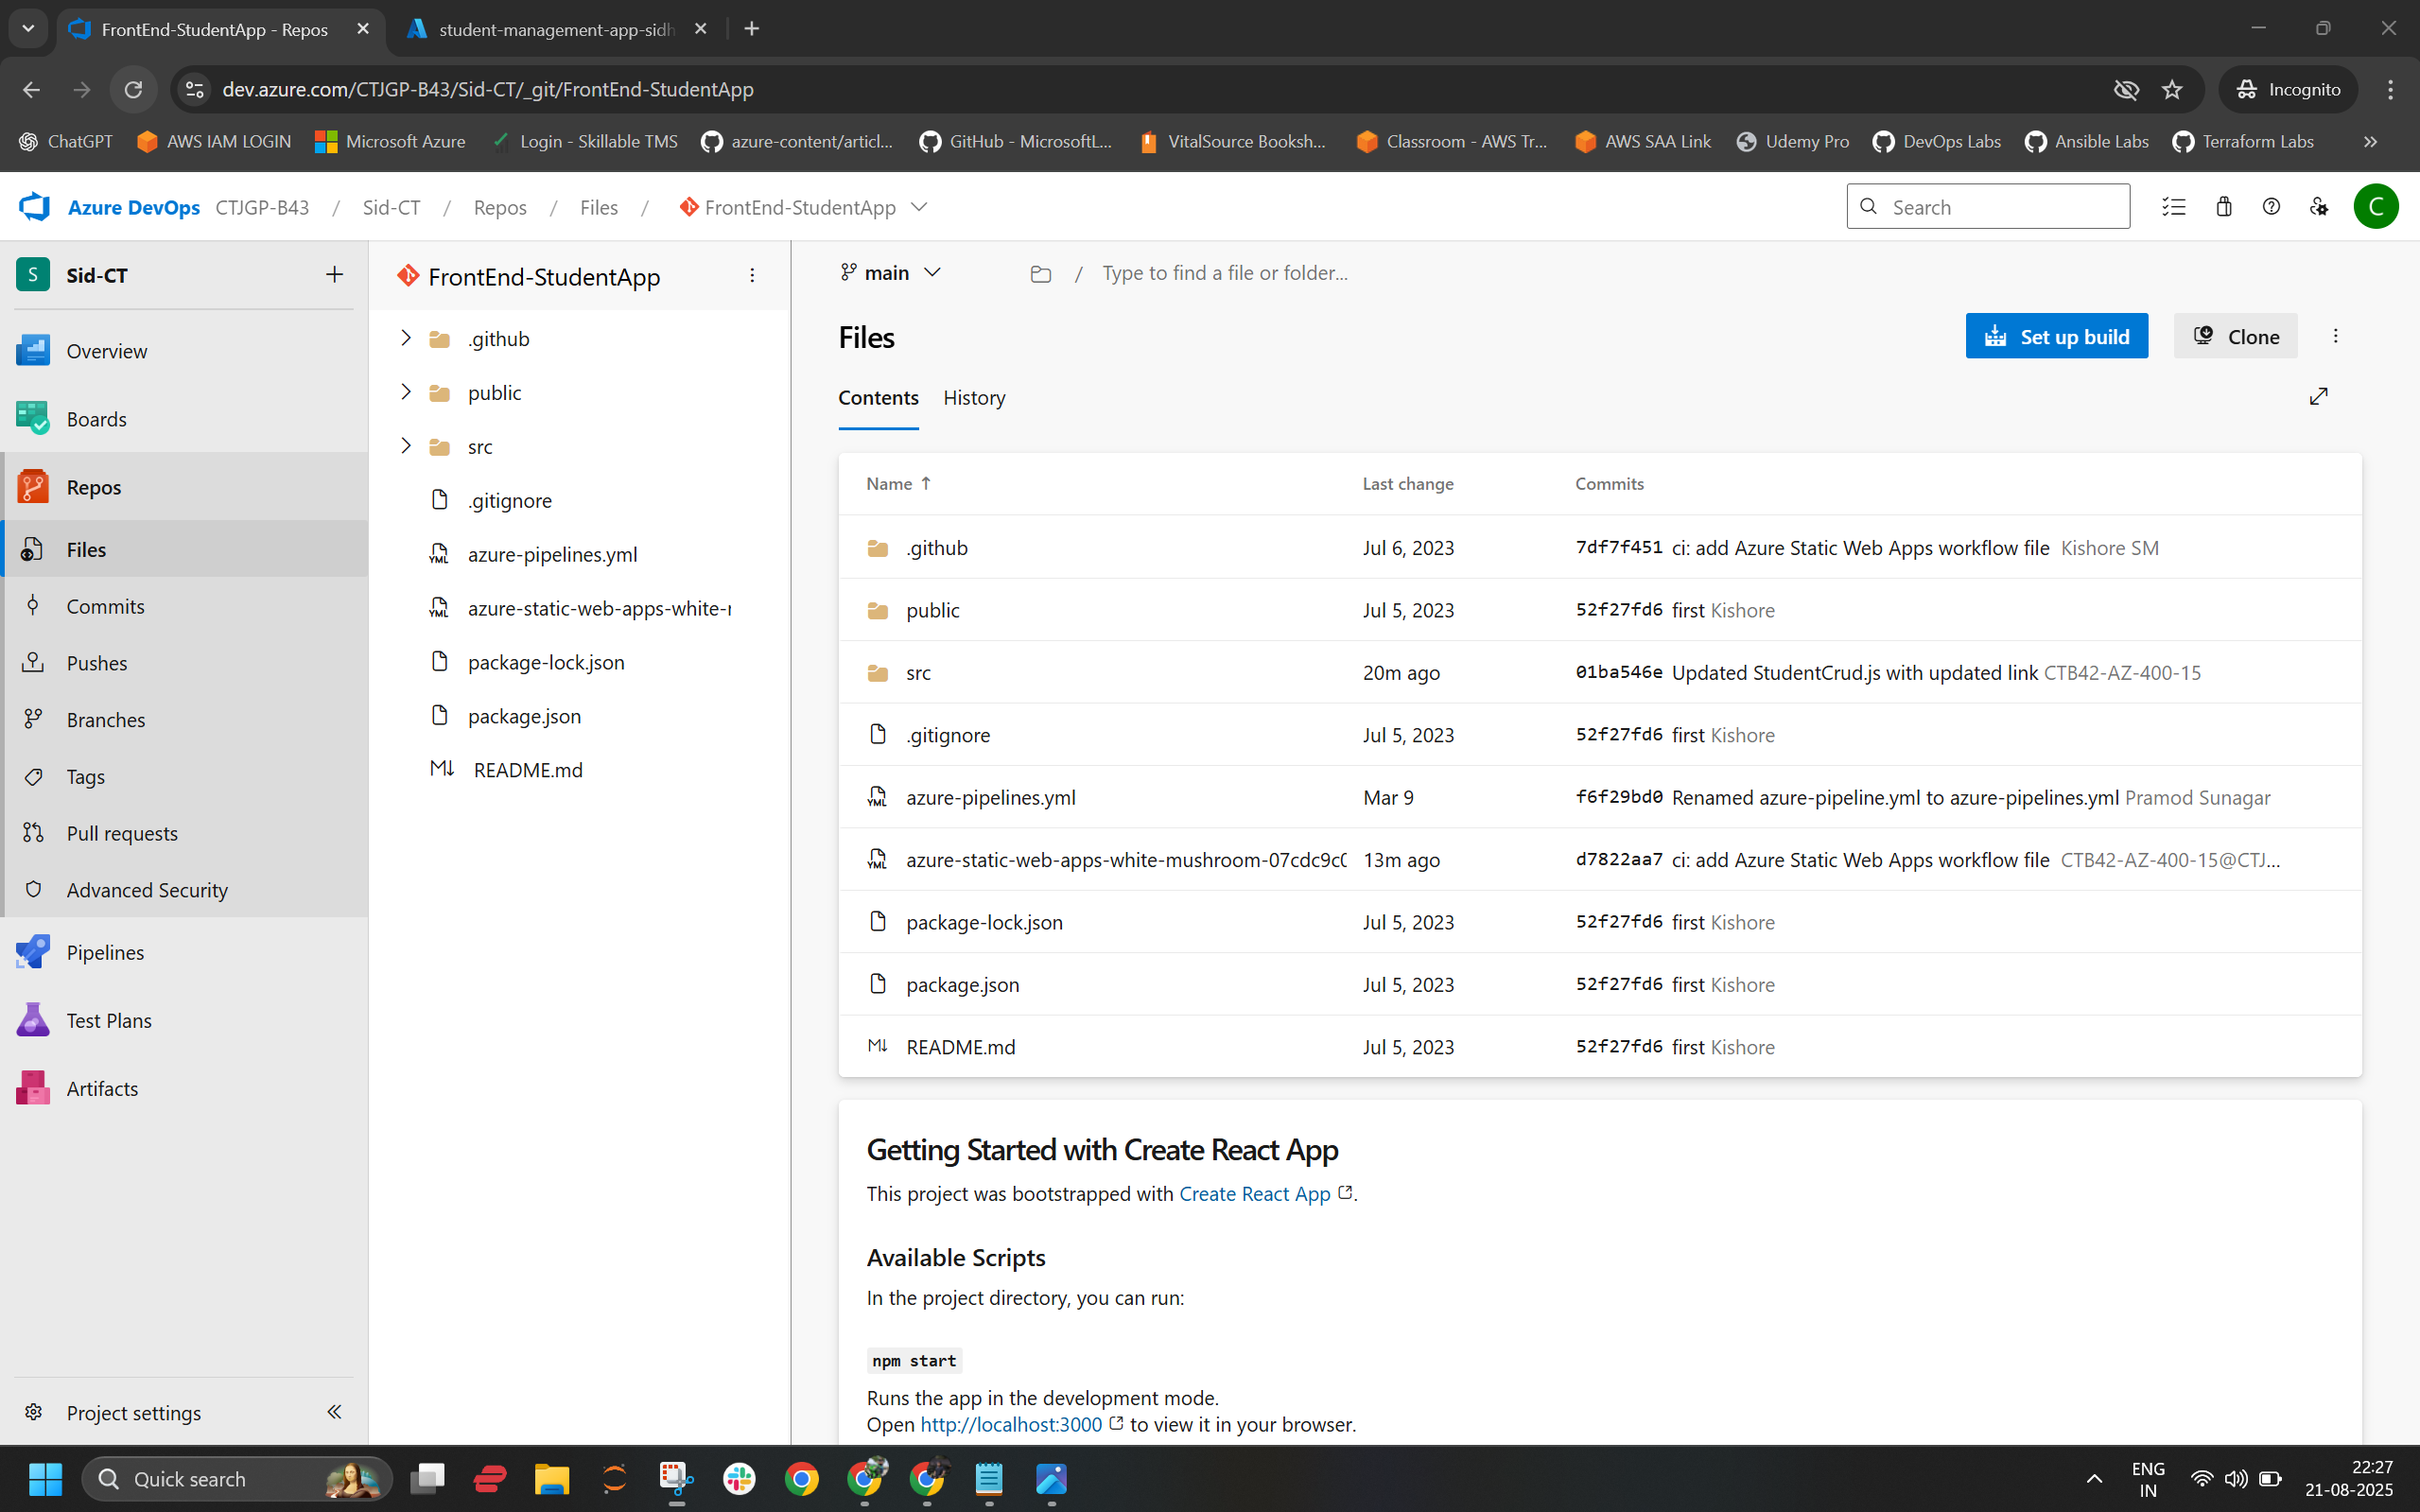 FrontEnd-StudentApp - Repos
student-management-app-sidh
dev.azure.com/CTJGP-B43/Sid-CT/_git/FrontEnd-StudentApp
Incognito
ChatGPT
AWS IAM LOGIN
Microsoft Azure
Login - Skillable TMS
azure-content/articl...
GitHub - MicrosoftL...
VitalSource Booksh...
Classroom - AWS Tr...
AWS SAA Link
Udemy Pro
DevOps Labs
Ansible Labs
Terraform Labs
Azure DevOps CTJGP-B43 / Sid-CT / Repos / Files / FrontEnd-StudentApp
Search
C
S Sid-CT
Overview
Boards
Repos
Files
Commits
Pushes
Branches
Tags
Pull requests
Advanced Security
Pipelines
Test Plans
Artifacts
Project settings
FrontEnd-StudentApp
.github
public
src
.gitignore
YML azure-pipelines.yml
YML azure-static-web-apps-white-
package-lock.json
package.json
M↓ README.md
main
/ Type to find a file or folder...
Files
Set up build
Clone
Contents History
Name ↑ Last change Commits
.github Jul 6, 2023 7df7f451 ci: add Azure Static Web Apps workflow file Kishore SM
public Jul 5, 2023 52f27fd6 first Kishore
src 20m ago 01ba546e Updated StudentCrud.js with updated link CTB42-AZ-400-15
.gitignore Jul 5, 2023 52f27fd6 first Kishore
YML azure-pipelines.yml Mar 9 f6f29bd0 Renamed azure-pipeline.yml to azure-pipelines.yml Pramod Sunagar
YML azure-static-web-apps-white-mushroom-07cdc9c0 13m ago d7822aa7 ci: add Azure Static Web Apps workflow file CTB42-AZ-400-15@CTJ...
package-lock.json Jul 5, 2023 52f27fd6 first Kishore
package.json Jul 5, 2023 52f27fd6 first Kishore
M↓ README.md Jul 5, 2023 52f27fd6 first Kishore
Getting Started with Create React App
This project was bootstrapped with Create React App.
Available Scripts
In the project directory, you can run:
npm start
Runs the app in the development mode.
Open http://localhost:3000 to view it in your browser.
Quick search
ENG
IN
22:27
21-08-2025